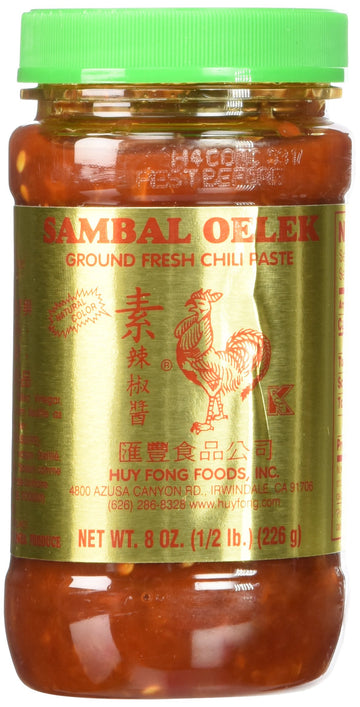 BEST BEFORE
SAMBAL OELEK
GROUND FRESH CHILI PASTE
NATURAL
COLOR
素
辣
椒
醬
®
K
匯豐食品公司
HUY FONG FOODS, INC.
4800 AZUSA CANYON RD., IRWINDALE, CA 91706
(626) 286-8328 www.huyfong.com
NET WT. 8 OZ. (1/2 lb.) (226 g)